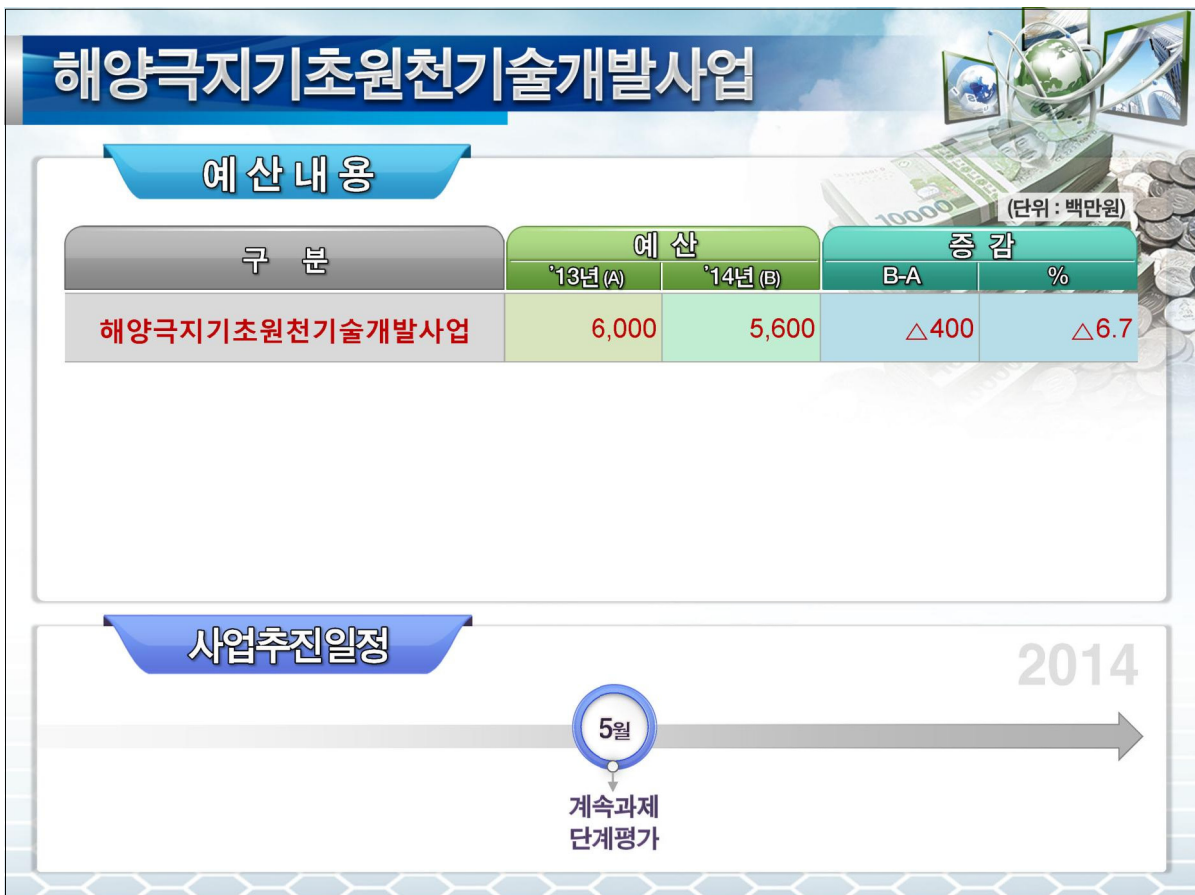 해양극지기초원천기술개발사업
예산내용
10000
(단위 : 백만원)
구 분
예 산
증 감
'13년 (A)
'14년 (B)
B-A
%
해양극지기초원천기술개발사업
6,000
5,600
△400
△6.7
사업추진일정
2014
5월
계속과제
단계평가